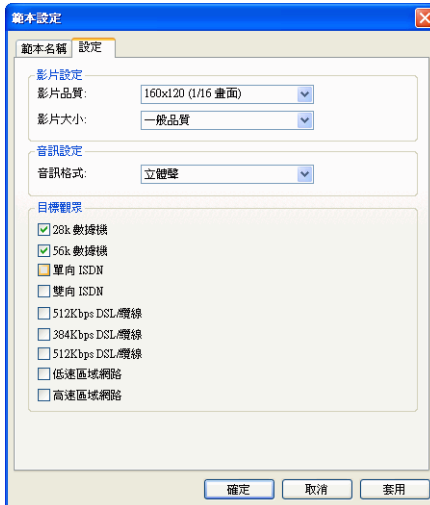 範本設定
範本名稱 設定
影片設定
影片品質: 160x120 (1/16 畫面)
影片大小: 一般品質
音訊設定
音訊格式: 立體聲
目標觀眾
28k 數據機
56k 數據機
單向 ISDN
雙向 ISDN
512Kbps DSL/纜線
384Kbps DSL/纜線
512Kbps DSL/纜線
低速區域網路
高速區域網路
確定 取消 套用